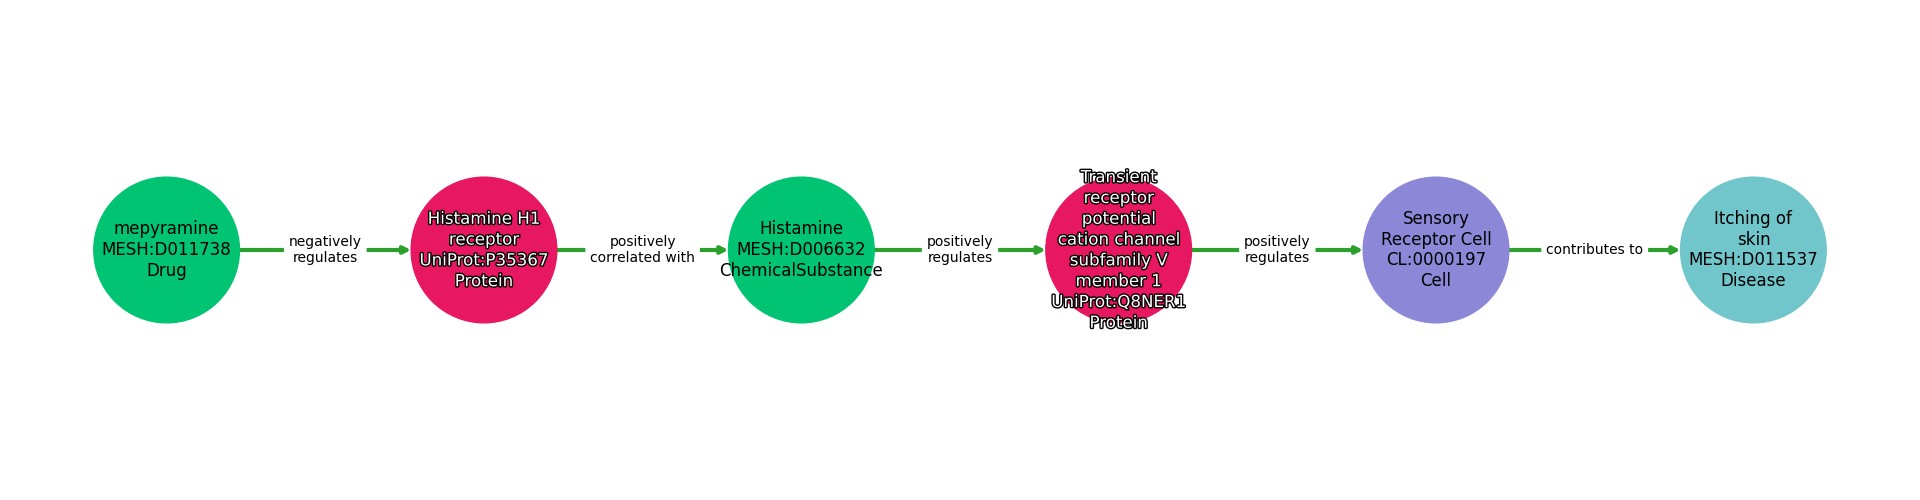 mepyramine
MESH:D011738
Drug
negatively
regulates
Histamine H1
receptor
UniProt:P35367
Protein
positively
correlated with
Histamine
MESH:D006632
ChemicalSubstance
positively
regulates
Transient
receptor
potential
cation channel
subfamily V
member 1
UniProt:Q8NER1
Protein
positively
regulates
Sensory
Receptor Cell
CL:0000197
Cell
contributes to
Itching of
skin
MESH:D011537
Disease